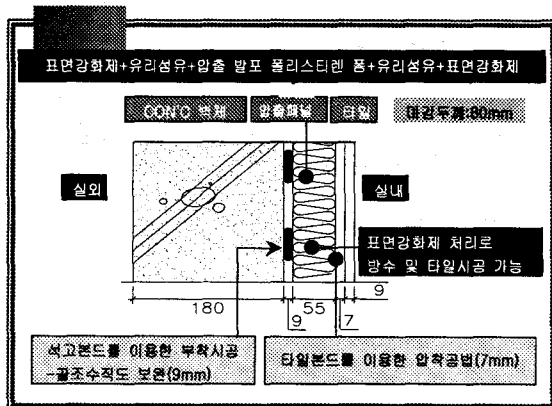 표면강화제+유리섬유+압출 발포 폴리스티렌 폼+유리섬유+표면강화제
CON'C 벽체 압출패널 타일 마감두께:80mm
실외
실내
표면강화제 처리로
방수 및 타일시공 가능
180 55 9
9 7
석고본드를 이용한 부착시공
-골조수직도 보완(9mm)
타일본드를 이용한 압착공법(7mm)